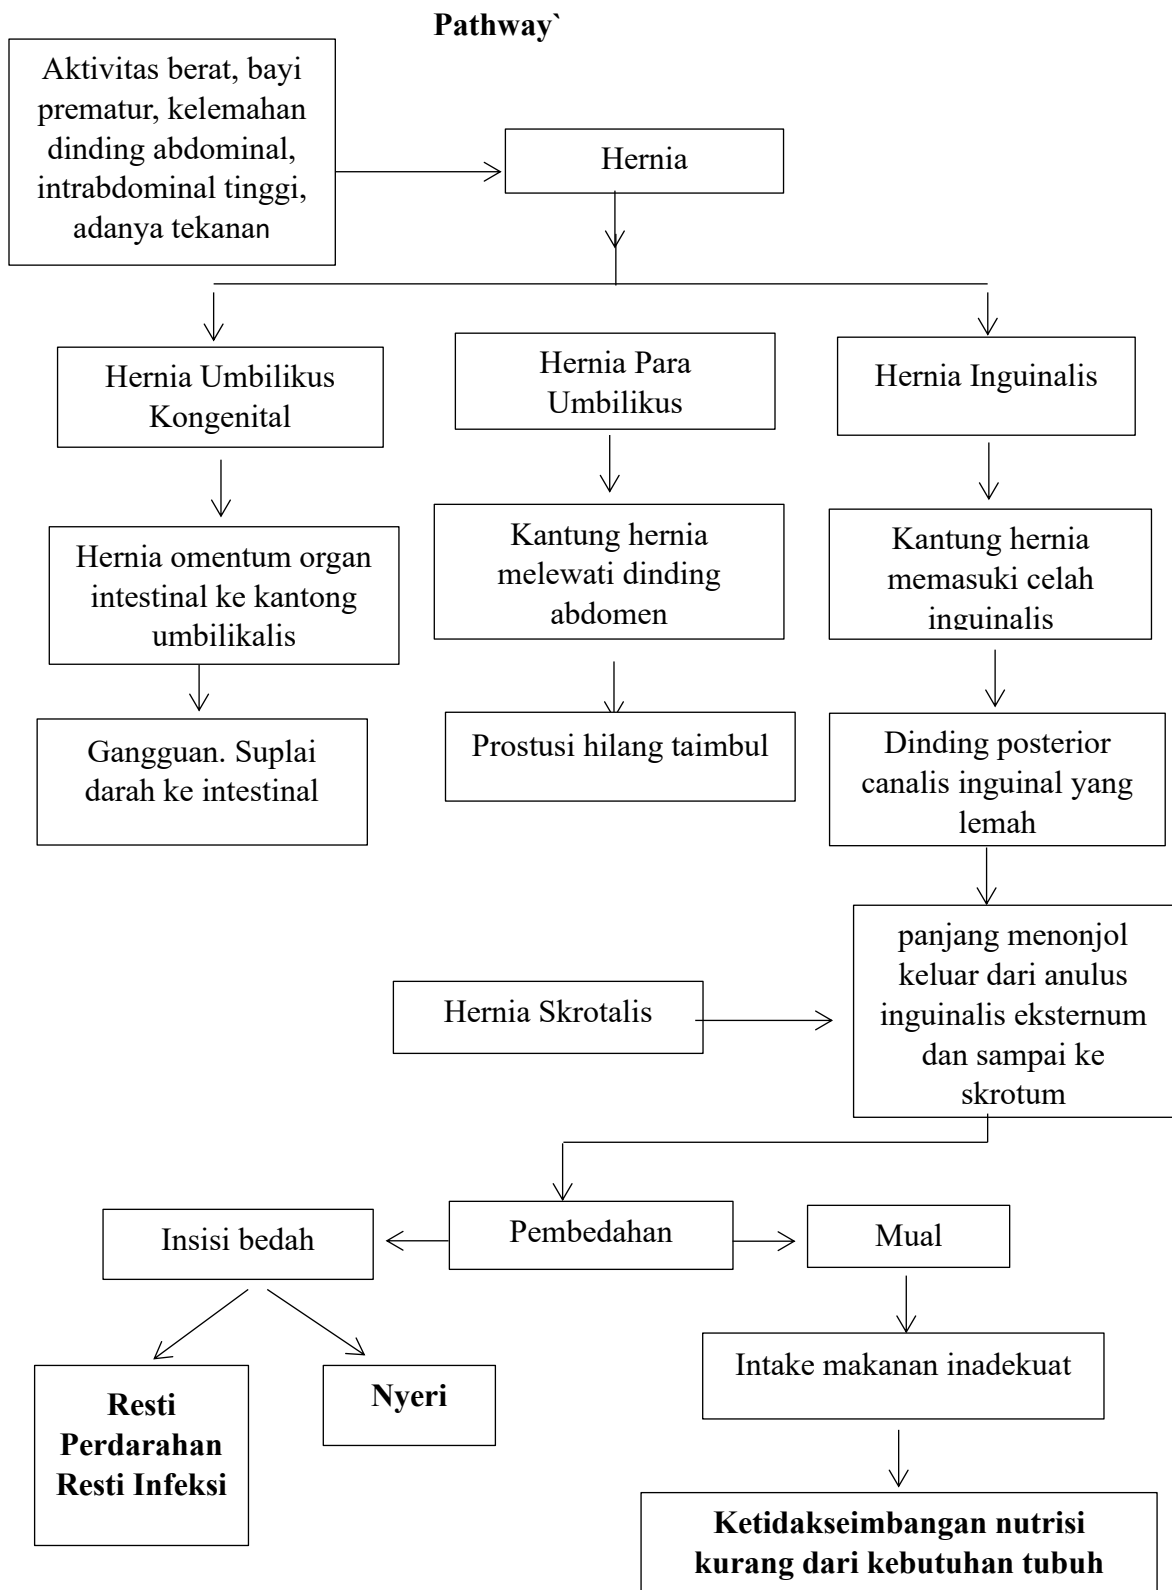 Pathway`
Aktivitas berat, bayi
prematur, kelemahan
dinding abdominal,
intrabdominal tinggi,
adanya tekanan
Hernia
Hernia Umbilikus
Kongenital
Hernia Para
Umbilikus
Hernia Inguinalis
Hernia omentum organ
intestinal ke kantong
umbilikalis
Kantung hernia
melewati dinding
abdomen
Kantung hernia
memasuki celah
inguinalis
Gangguan. Suplai
darah ke intestinal
Prostusi hilang taimbul
Dinding posterior
canalis inguinal yang
lemah
Hernia Skrotalis
panjang menonjol
keluar dari anulus
inguinalis eksternum
dan sampai ke
skrotum
Insisi bedah
Pembedahan
Mual
Resti
Perdarahan
Resti Infeksi
Nyeri
Intake makanan inadekuat
Ketidakseimbangan nutrisi
kurang dari kebutuhan tubuh